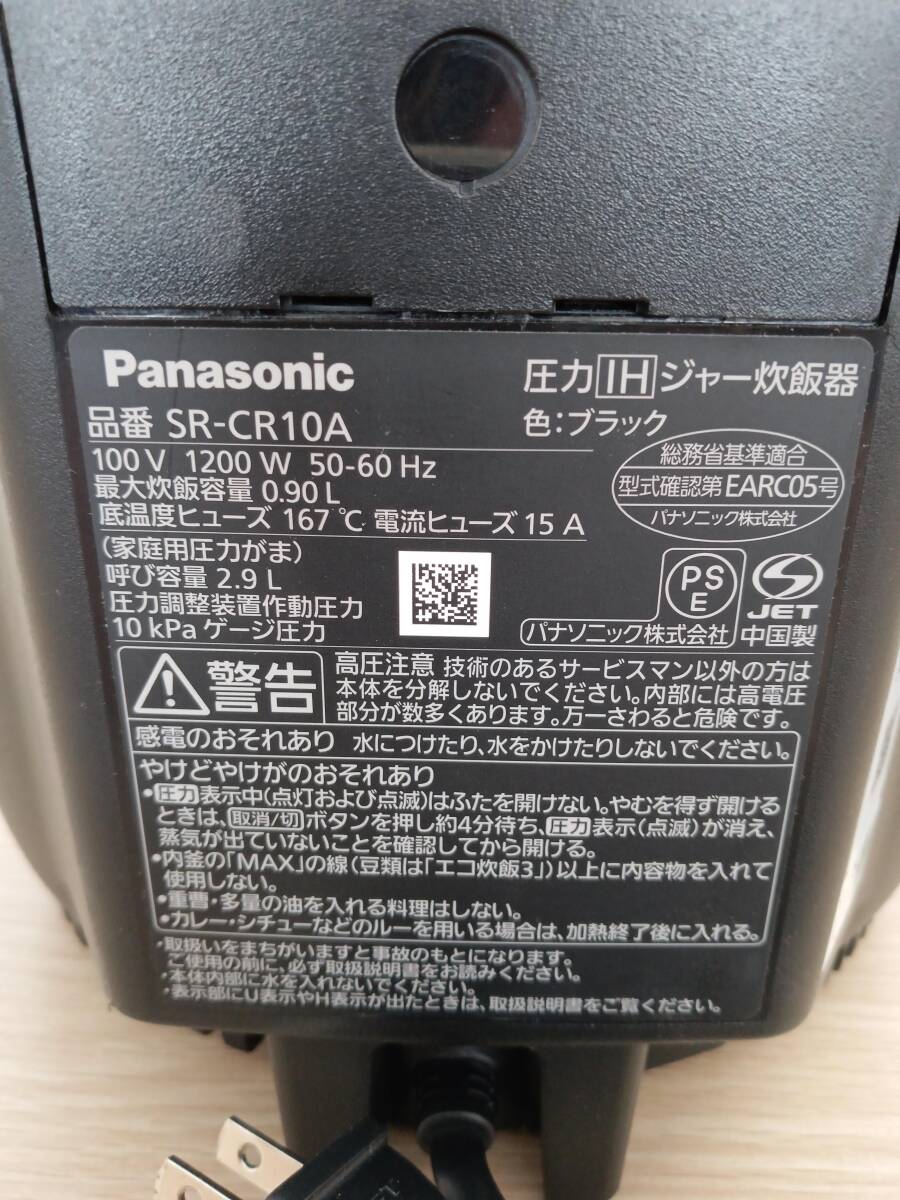 Panasonic
圧力IHジャー炊飯器
品番 SR-CR10A
色:ブラック
100 V 1200 W 50-60 Hz
最大炊飯容量 0.90 L
底温度ヒューズ 167 ℃ 電流ヒューズ 15 A
総務省基準適合
型式確認第EARC05号
パナソニック株式会社
(家庭用圧力がま)
呼び容量 2.9 L
圧力調整装置作動圧力
10 kPa ゲージ圧力
PS
E
JET
パナソニック株式会社
中国製
警告
高圧注意 技術のあるサービスマン以外の方は
本体を分解しないでください。内部には高電圧
部分が数多くあります。万一さわると危険です。
感電のおそれあり 水につけたり、水をかけたりしないでください。
やけどやけがのおそれあり
・圧力表示中(点灯および点滅)はふたを開けない。やむを得ず開ける
ときは、取消/切ボタンを押し約4分待ち、圧力表示(点滅)が消え、
蒸気が出ていないことを確認してから開ける。
・内釜の「MAX」の線(豆類は「エコ炊飯3」)以上に内容物を入れて
使用しない。
・重曹・多量の油を入れる料理はしない。
・カレー・シチューなどのルーを用いる場合は、加熱終了後に入れる。
・取扱いをまちがいますと事故のもとになります。
ご使用の前に、必ず取扱説明書をお読みください。
・本体内部に水を入れないでください。
・表示部にU表示やH表示が出たときは、取扱説明書をご覧ください。